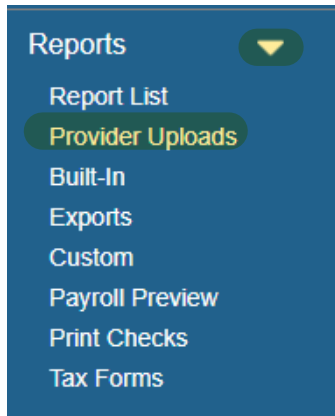 Reports
Report List
Provider Uploads
Built-In
Exports
Custom
Payroll Preview
Print Checks
Tax Forms